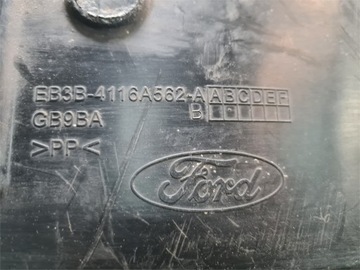 EB3B-4116A562-A ABCDEF
GB9BA B
>PP<
Ford